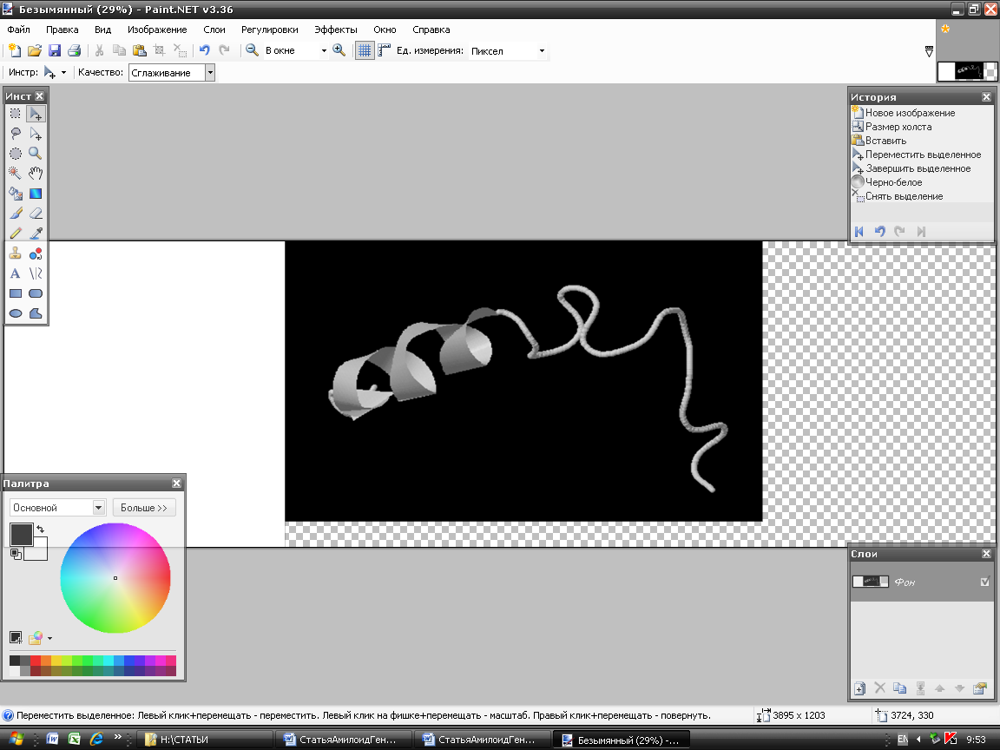 Безымянный (29%) - Paint.NET v3.36
Файл Правка Вид Изображение Слои Регулировки Эффекты Окно Справка
В окне Ед. измерения: Пиксел
Инстр: Качество: Сглаживание
Инст
История
Новое изображение
Размер холста
Вставить
Переместить выделенное
Завершить выделенное
Черно-белое
Снять выделение
Палитра
Основной Больше >>
Слои
Фон
Переместить выделенное: Левый клик+перемещать - переместить. Левый клик на фишке+перемещать - масштаб. Правый клик+перемещать - повернуть. 3895 x 1203 3724, 330
H:\СТАТЬИ СтатьяАмилоидГен... СтатьяАмилоидГен... Безымянный (29%) -... EN 9:53